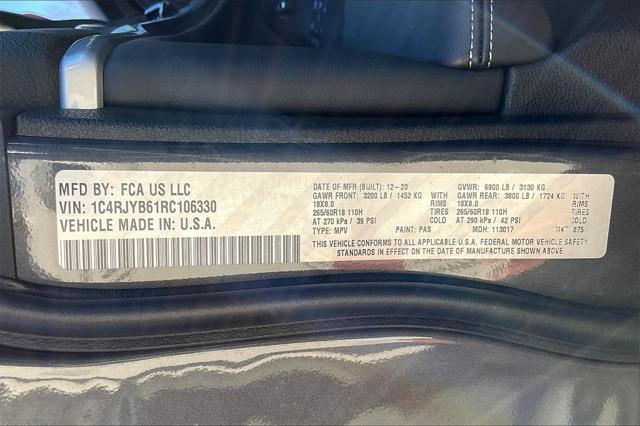 MFD BY: FCA US LLC
VIN: 1C4RJYB61RC106330
VEHICLE MADE IN: U.S.A.
DATE OF MFR (BUILT): 12-23 GVWR: 6900 LB / 3130 KG
GAWR FRONT: 3200 LB / 1452 KG WITH GAWR REAR: 3800 LB / 1724 KG WITH
18X8.0 RIMS 18X8.0 RIMS
265/60R18 110H TIRES 265/60R18 110H TIRES
AT 270 kPa / 39 PSI COLD AT 290 kPa / 42 PSI COLD
TYPE: MPV PAINT: PAS MDH: 113017 MKT: 875
THIS VEHICLE CONFORMS TO ALL APPLICABLE U.S.A. FEDERAL MOTOR VEHICLE SAFETY
STANDARDS IN EFFECT ON THE DATE OF MANUFACTURE SHOWN ABOVE